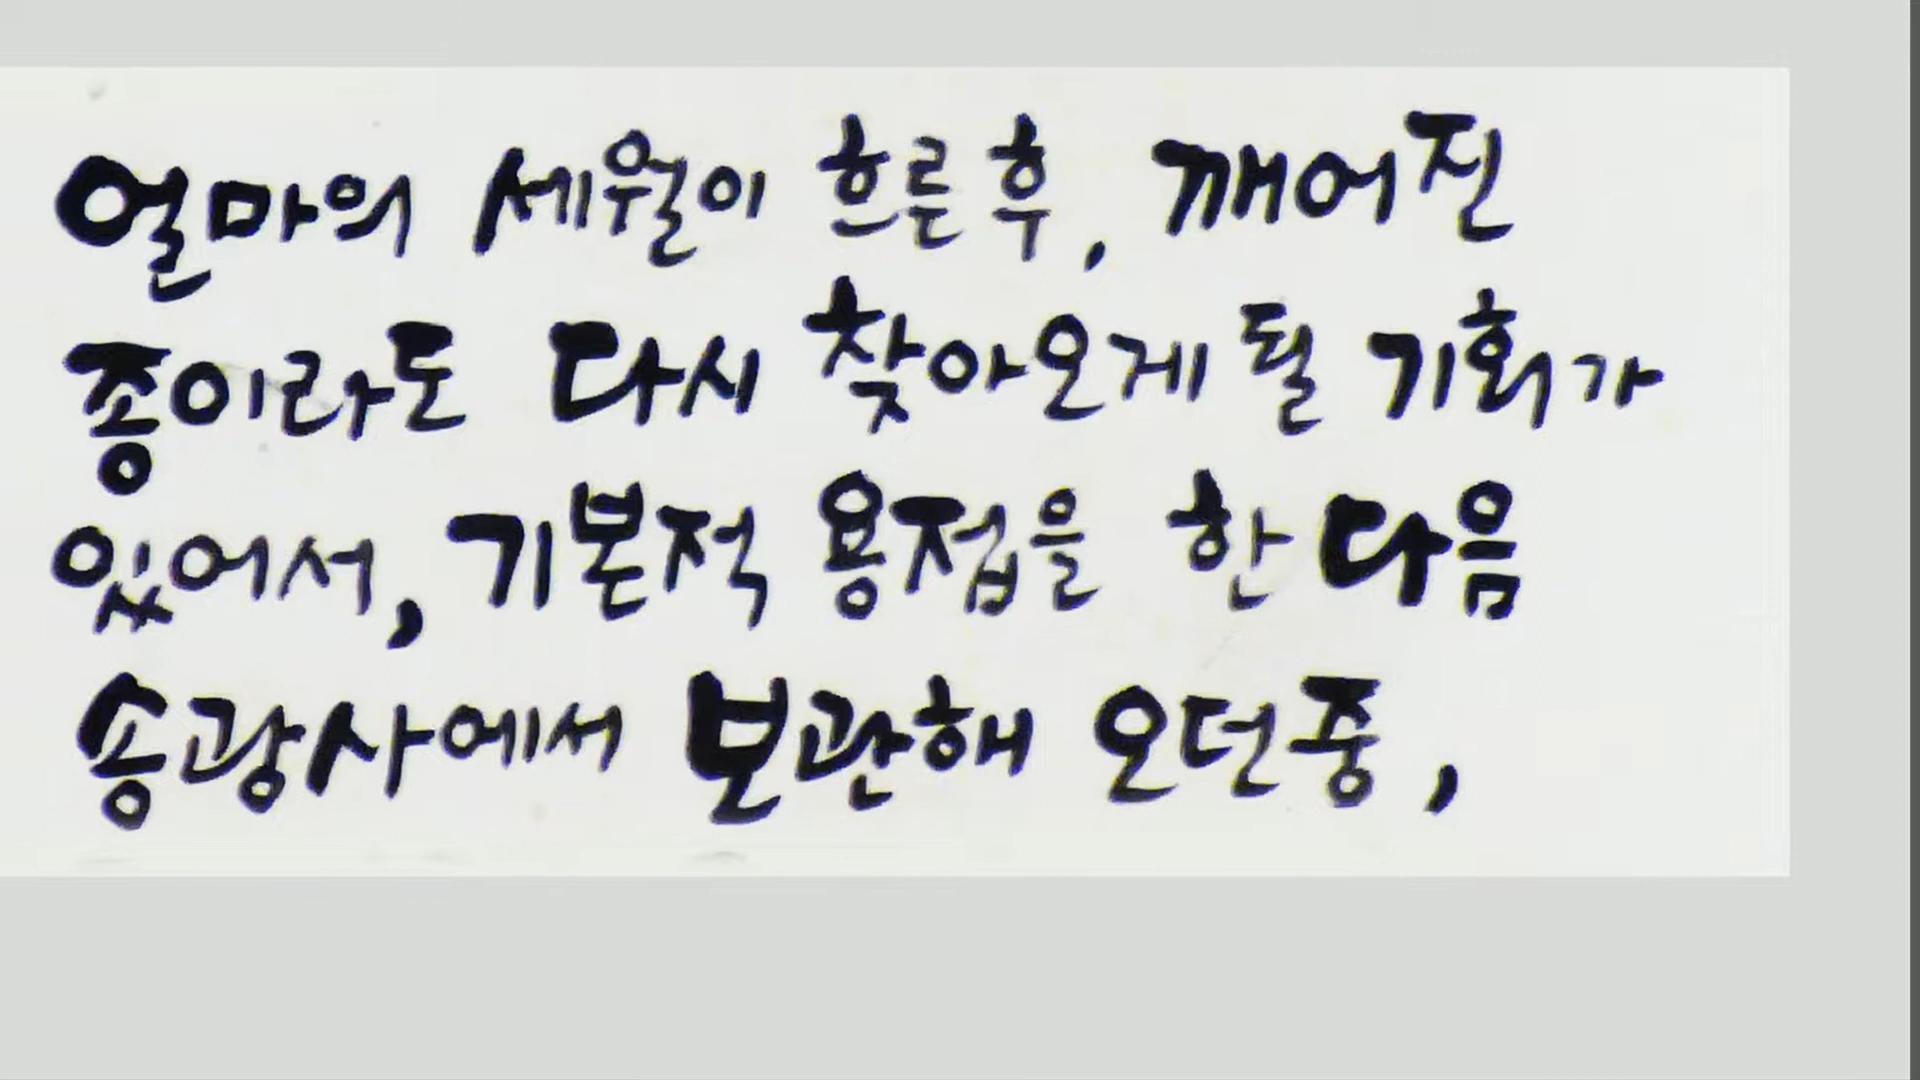 얼마의 세월이 흐른 후, 깨어진
종이라도 다시 찾아오게 될 기회가
있어서, 기본적 용접을 한 다음
송광사에서 보관해 오던중,